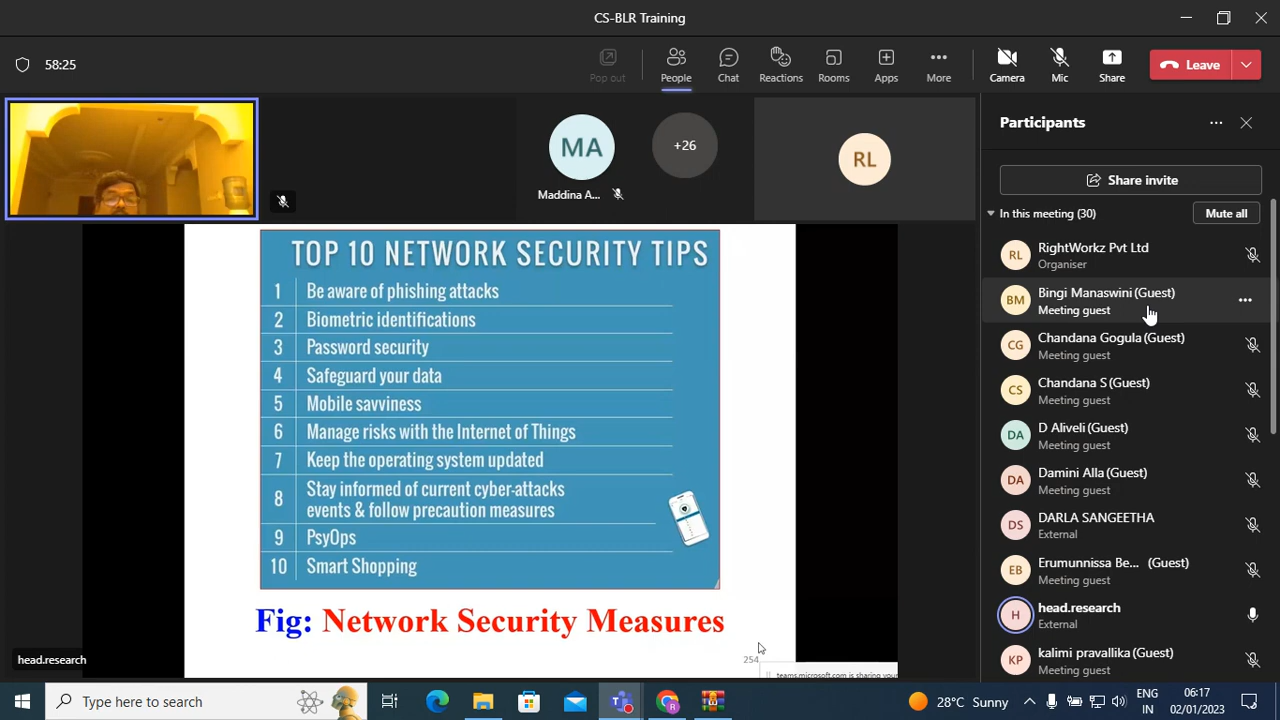 CS-BLR Training
58:25
Pop out
People
Chat
Reactions
Rooms
Apps
More
Camera
Mic
Share
Leave
MA
Maddina A...
+26
RL
Participants
Share invite
In this meeting (30)
Mute all
RL
RightWorkz Pvt Ltd
Organiser
BM
Bingi Manaswini (Guest)
Meeting guest
CG
Chandana Gogula (Guest)
Meeting guest
CS
Chandana S (Guest)
Meeting guest
DA
D Aliveli (Guest)
Meeting guest
DA
Damini Alla (Guest)
Meeting guest
DS
DARLA SANGEETHA
External
EB
Erumunnissa Be... (Guest)
Meeting guest
H
head.research
External
KP
kalimi pravallika (Guest)
Meeting guest
TOP 10 NETWORK SECURITY TIPS
1 Be aware of phishing attacks
2 Biometric identifications
3 Password security
4 Safeguard your data
5 Mobile savviness
6 Manage risks with the Internet of Things
7 Keep the operating system updated
8 Stay informed of current cyber-attacks
events & follow precaution measures
9 PsyOps
10 Smart Shopping
Fig: Network Security Measures
254
teams.microsoft.com is sharing your
head.research
Type here to search
28°C Sunny
ENG
IN
06:17
02/01/2023